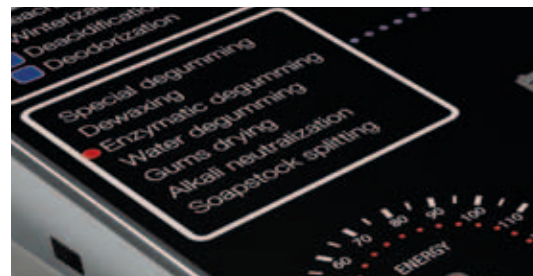 Winterization
Deacidification
Deodorization
Special degumming
Dewaxing
Enzymatic degumming
Water degumming
Gums drying
Alkali neutralization
Soapstock splitting
60 70 80 90 100 110
ENERGY